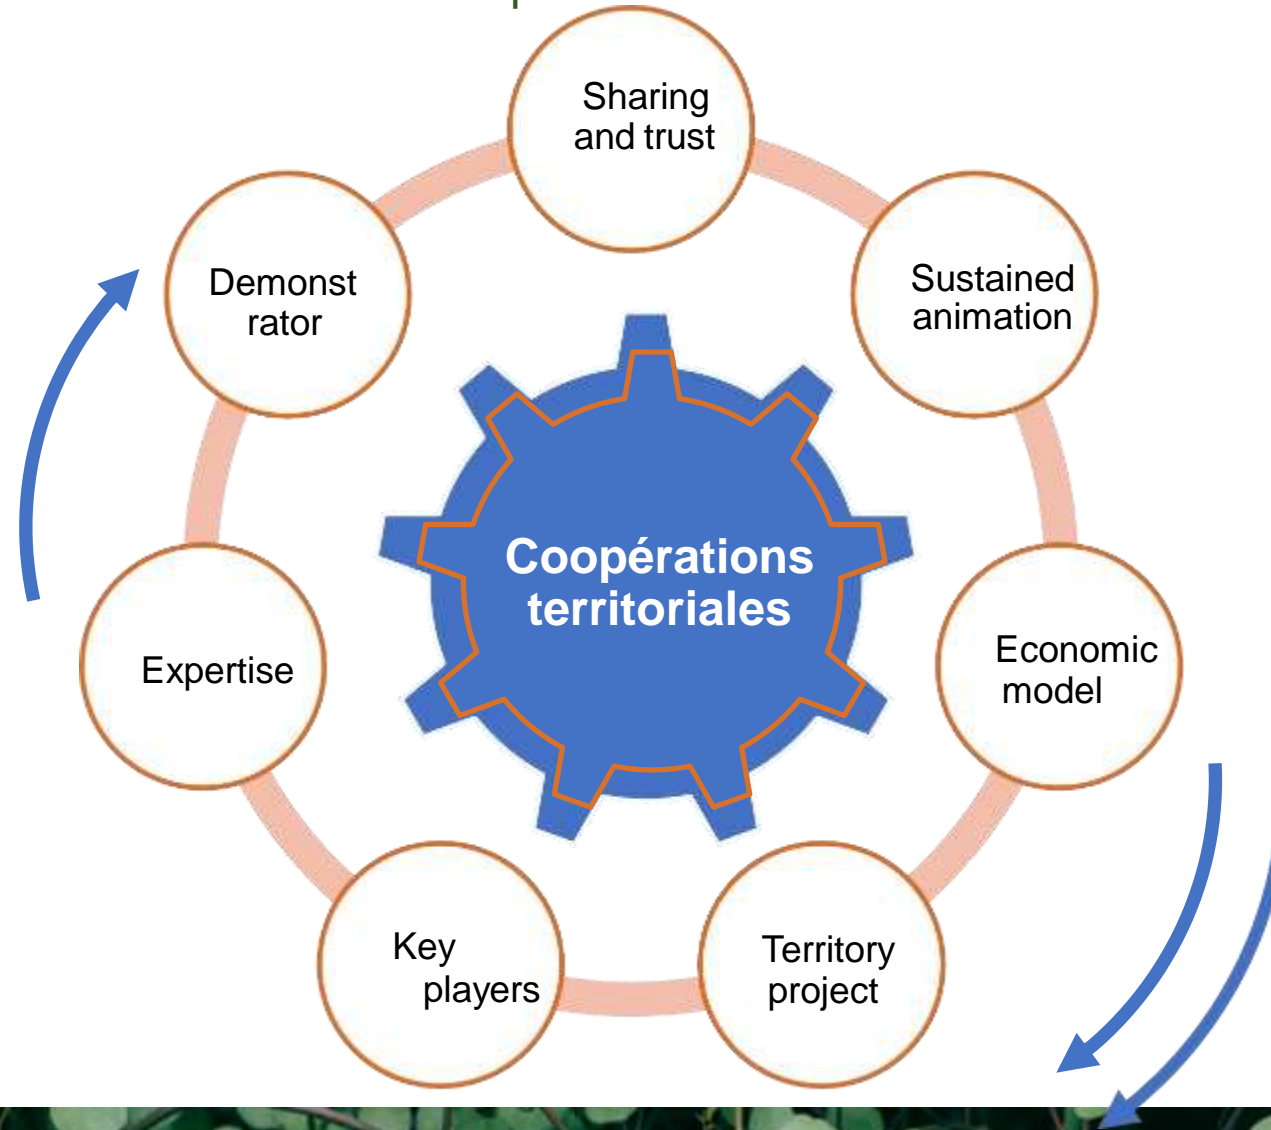 Sharing
and trust
Sustained
animation
Economic
model
Territory
project
Key
players
Expertise
Demonst
rator
Coopérations
territoriales